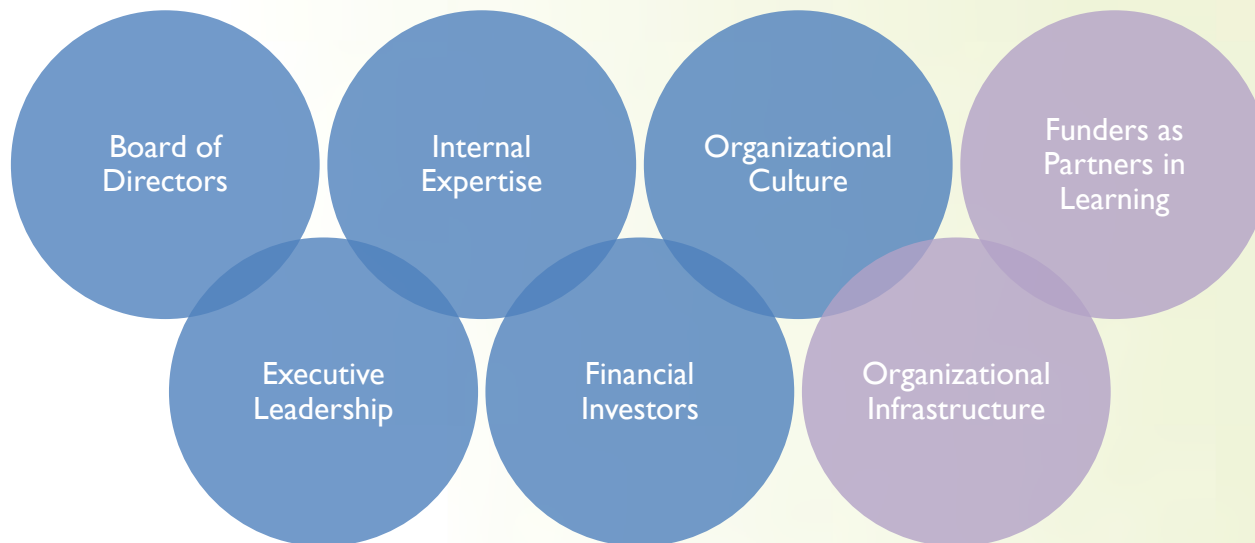 Board of
Directors
Internal
Expertise
Organizational
Culture
Funders as
Partners in
Learning
Executive
Leadership
Financial
Investors
Organizational
Infrastructure